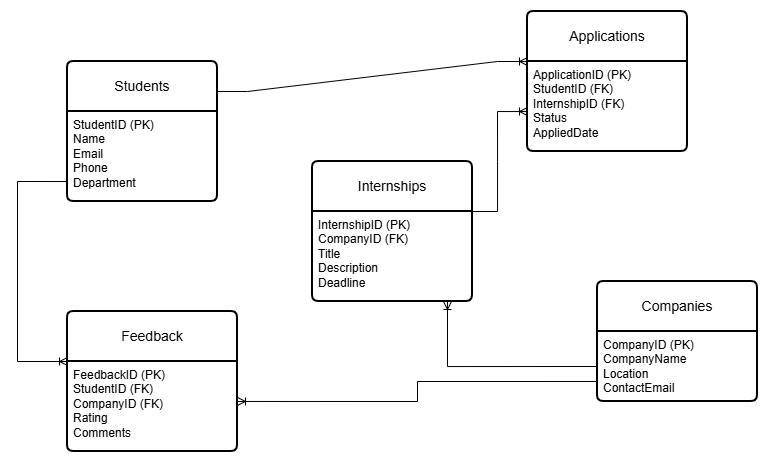 Applications
ApplicationID (PK)
StudentID (FK)
InternshipID (FK)
Status
AppliedDate
Students
StudentID (PK)
Name
Email
Phone
Department
Internships
InternshipID (PK)
CompanyID (FK)
Title
Description
Deadline
Companies
CompanyID (PK)
CompanyName
Location
ContactEmail
Feedback
FeedbackID (PK)
StudentID (FK)
CompanyID (FK)
Rating
Comments